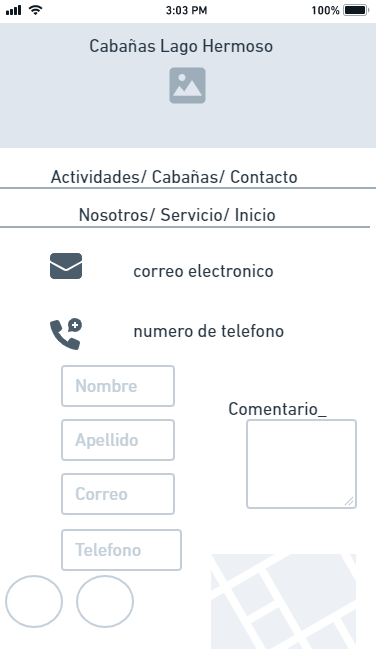 3:03 PM
100%
Cabañas Lago Hermoso
Actividades/ Cabañas/ Contacto
Nosotros/ Servicio/ Inicio
correo electronico
numero de telefono
Nombre
Comentario_
Apellido
Correo
Telefono